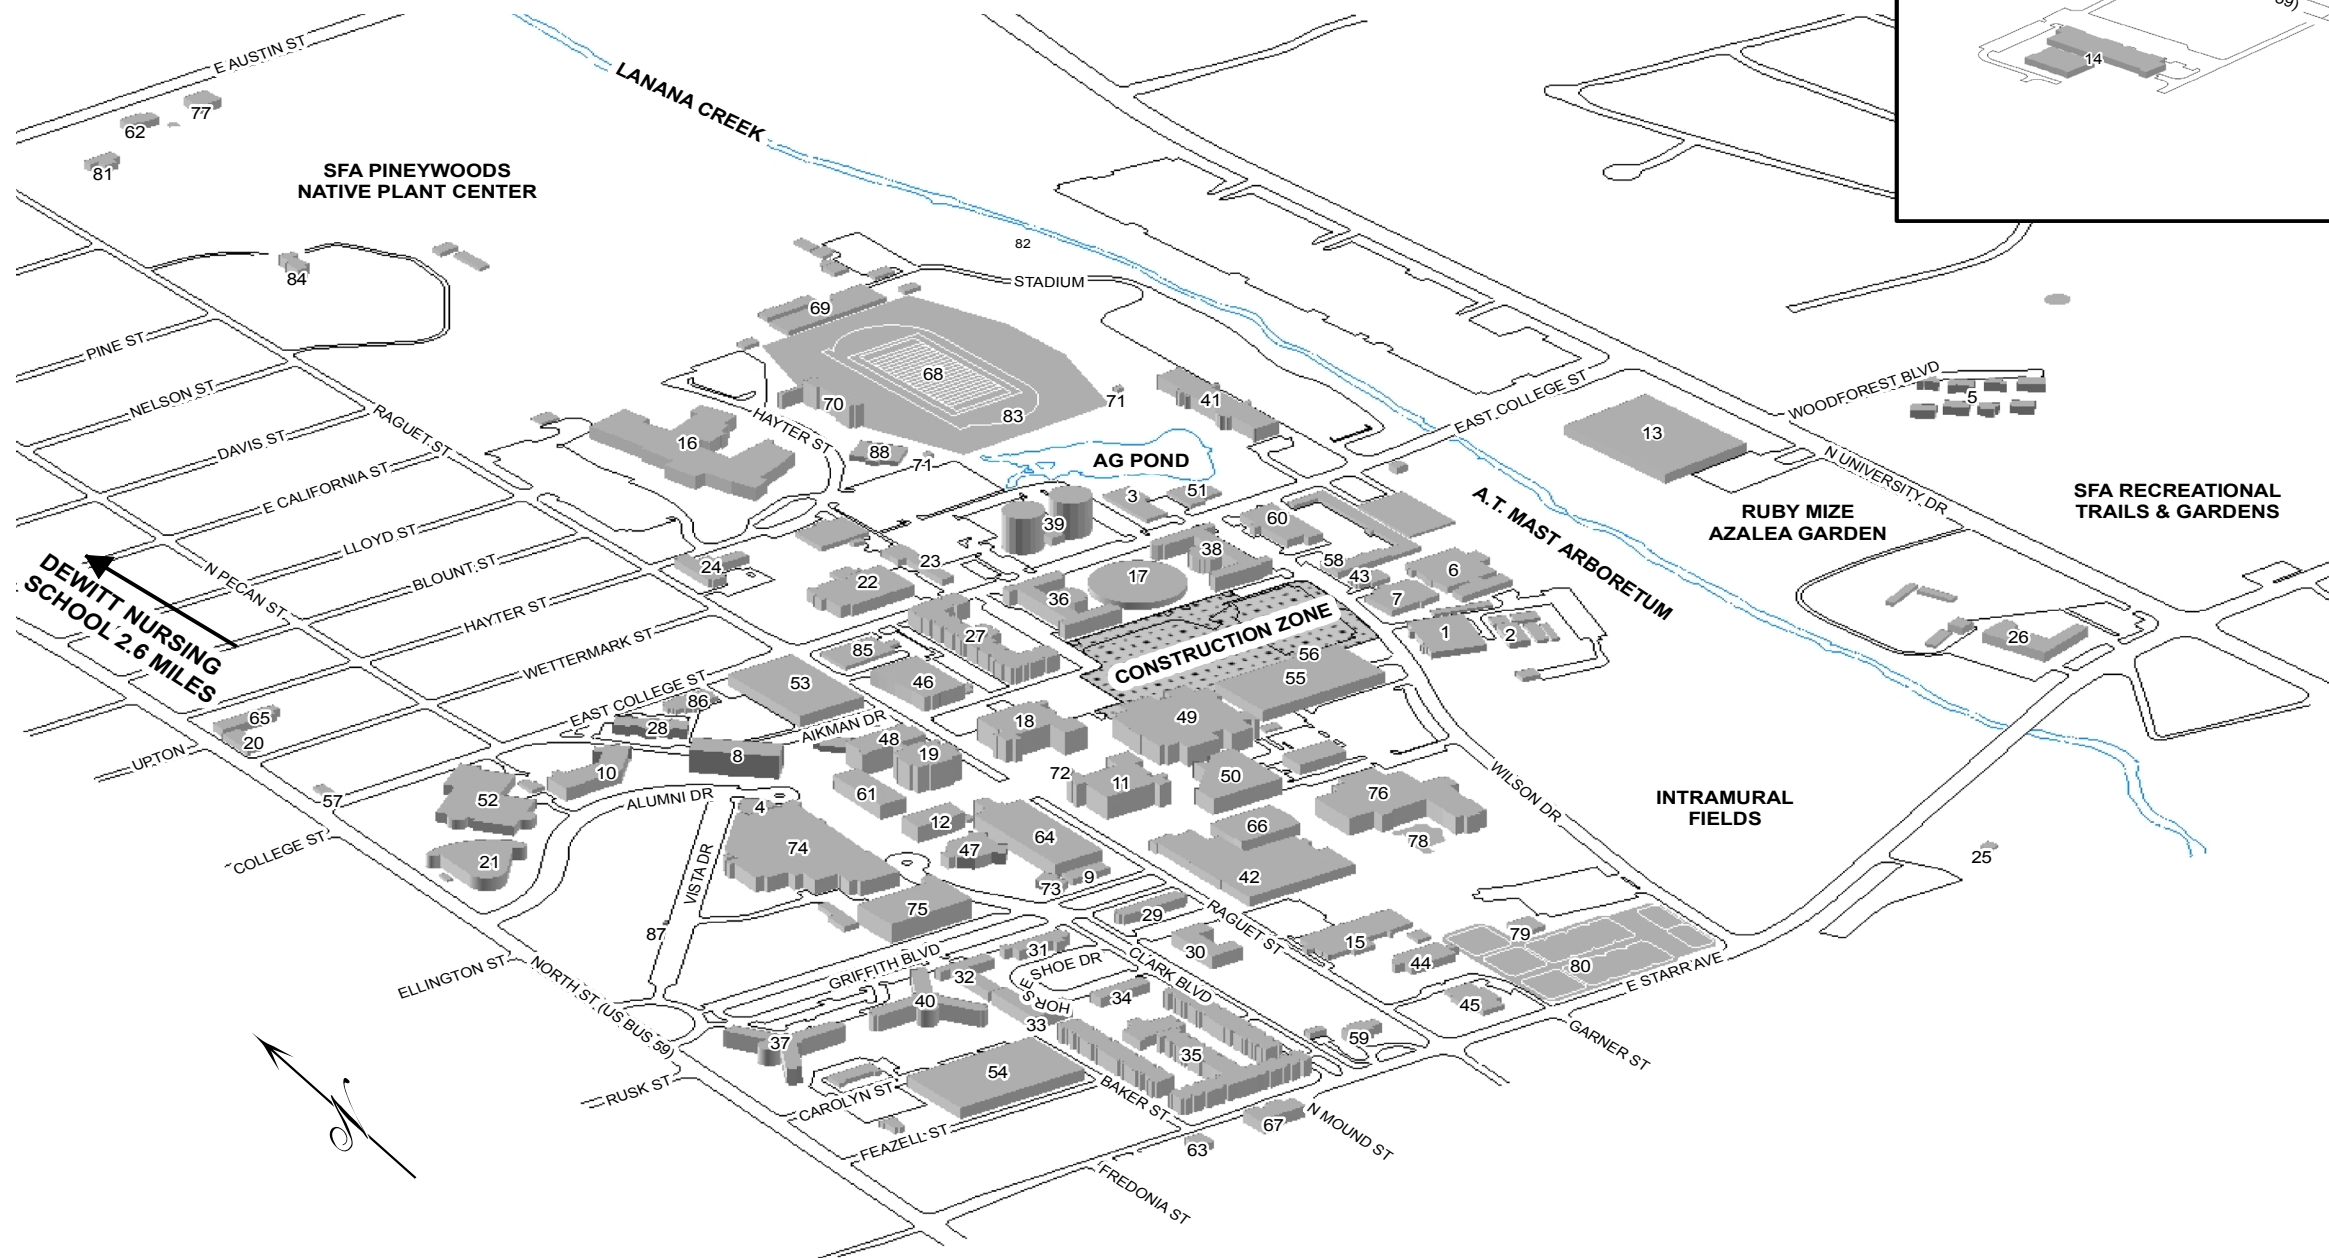 59)
14
E AUSTIN ST
LANANA CREEK
77
62
81
SFA PINEYWOODS
NATIVE PLANT CENTER
82
STADIUM
84
69
PINE ST
NELSON ST
68
83
70
71
41
WOODFOREST BLVD
5
EAST COLLEGE ST
RAGUET ST
HAYTER ST
DAVIS ST
16
88
71
AG POND
13
N UNIVERSITY DR
E CALIFORNIA ST
3
51
A.T. MAST ARBORETUM
RUBY MIZE
AZALEA GARDEN
SFA RECREATIONAL
TRAILS & GARDENS
39
60
LLOYD ST
38
58
43
6
7
24
23
22
17
36
BLOUNT ST
N PECAN ST
DEWITT NURSING
SCHOOL 2.6 MILES
HAYTER ST
WETTERMARK ST
27
85
CONSTRUCTION ZONE
1
2
26
56
55
53
46
EAST COLLEGE ST
86
65
20
28
AIKMAN DR
18
49
UPTON
48
19
8
10
72
11
50
WILSON DR
57
52
ALUMNI DR
4
61
12
76
INTRAMURAL
FIELDS
66
64
47
78
COLLEGE ST
21
VISTA DR
74
73
9
42
25
75
29
RAGUET ST
87
79
15
30
31
44
80
E STARR AVE
ELLINGTON ST
NORTH ST (US BUS 59)
GRIFFITH BLVD
32
SHOE DR
HORSE
CLARK BLVD
34
40
45
33
37
35
59
GARNER ST
RUSK ST
54
CAROLYN ST
BAKER ST
67
N MOUND ST
FEAZELL ST
63
FREDONIA ST